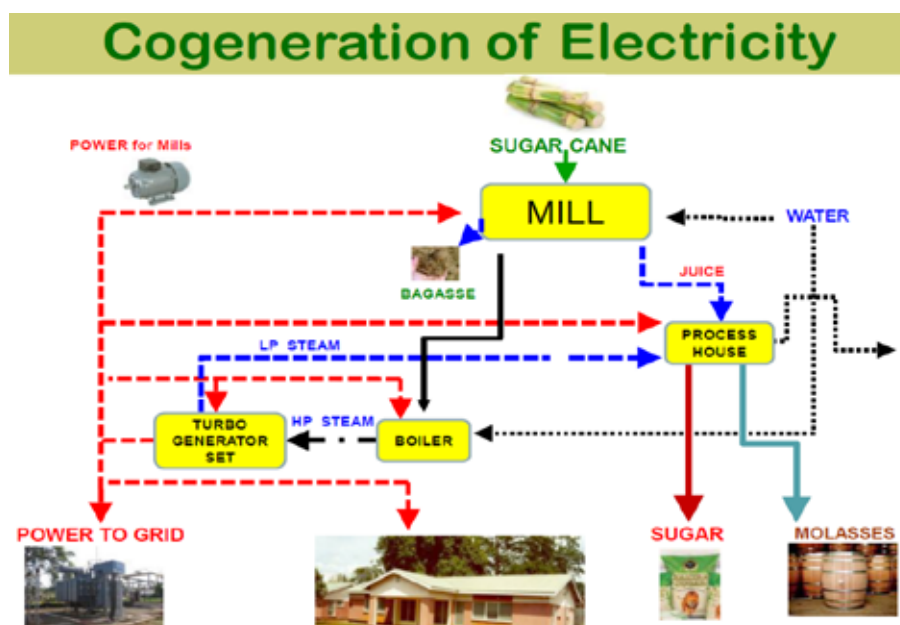 Cogeneration of Electricity
POWER for Mills
SUGAR CANE
MILL
WATER
BAGASSE
JUICE
PROCESS
HOUSE
LP STEAM
TURBO
GENERATOR
SET
HP STEAM
BOILER
POWER TO GRID
SUGAR
MOLASSES